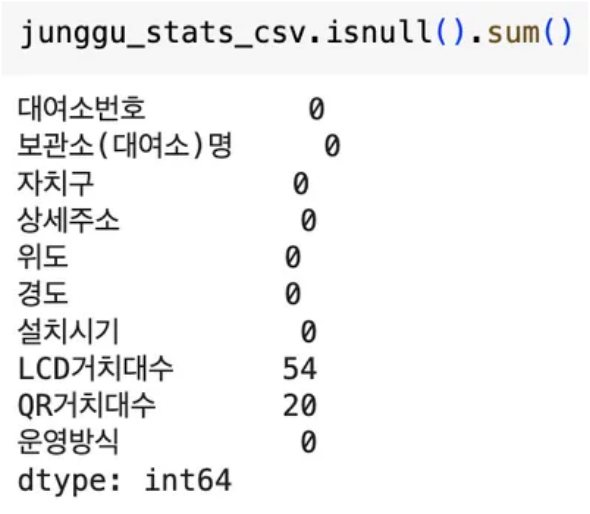 junggu_stats_csv.isnull().sum()
대여소번호 0
보관소(대여소)명 0
자치구 0
상세주소 0
위도 0
경도 0
설치시기 0
LCD거치대수 54
QR거치대수 20
운영방식 0
dtype: int64